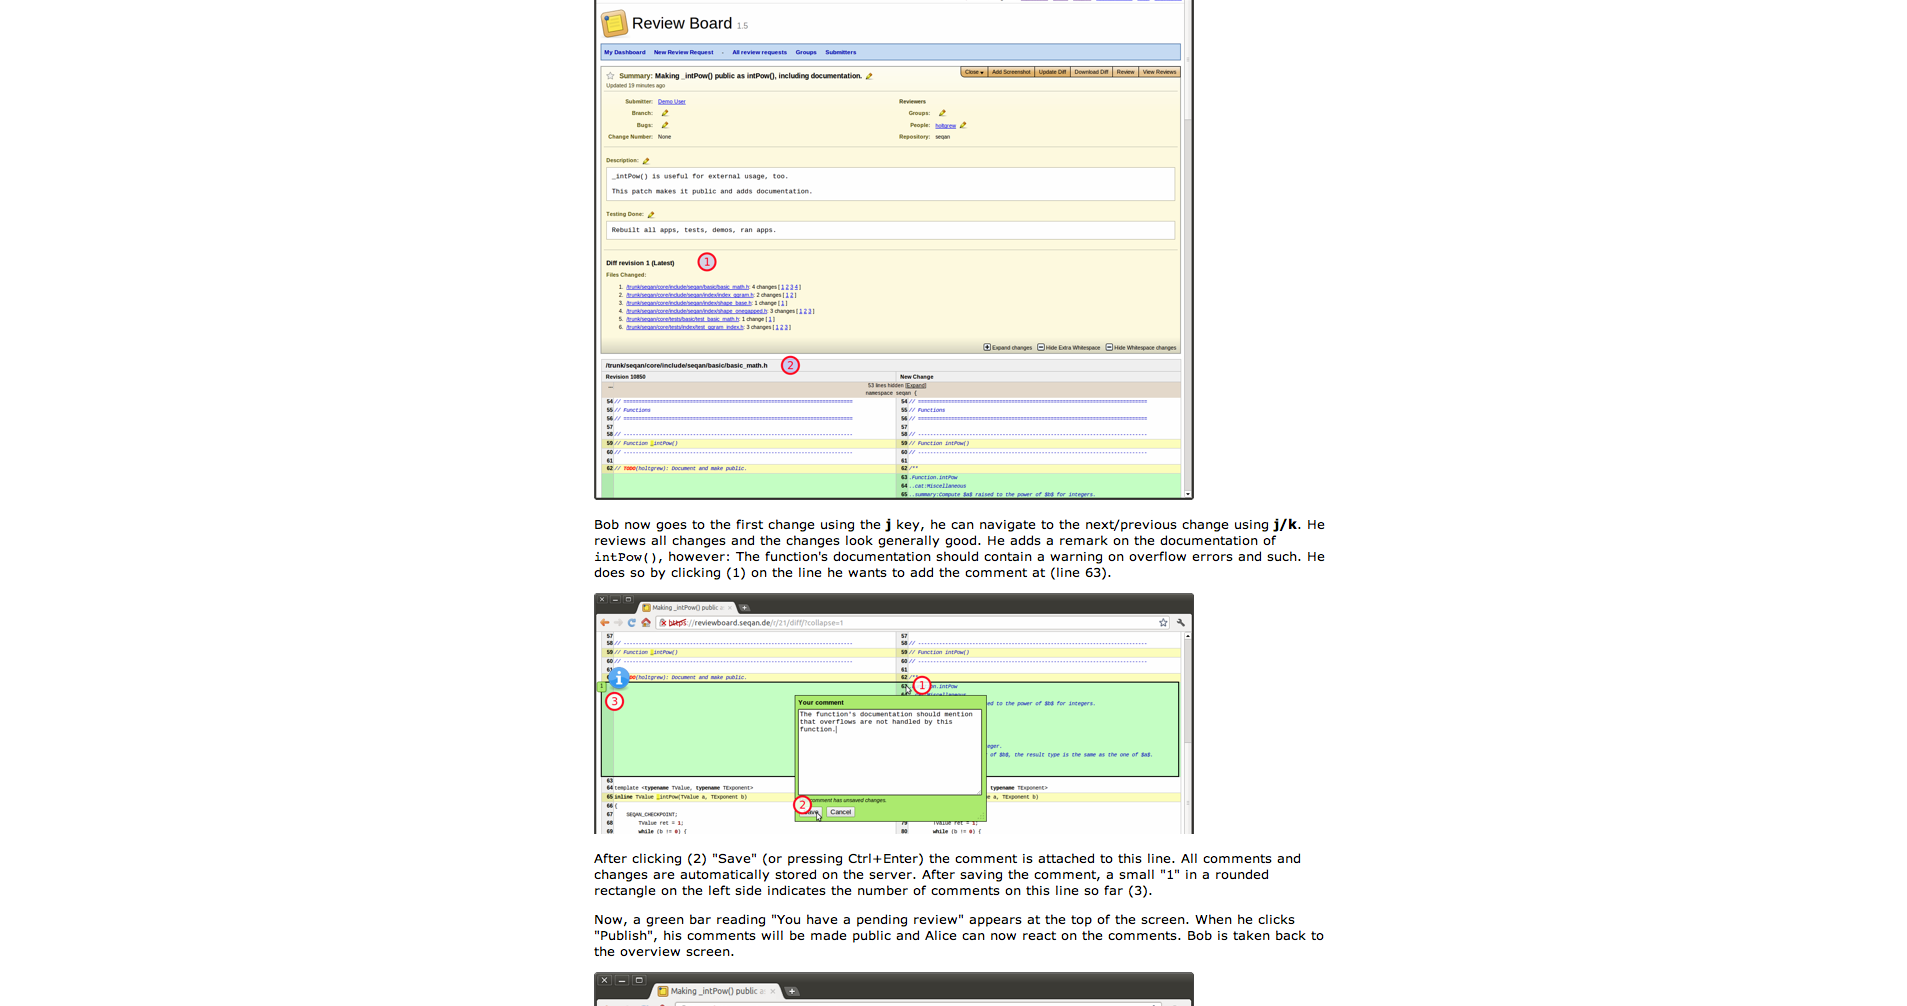 Review Board 1.5
My Dashboard New Review Request - All review requests Groups Submitters
Summary: Making _intPow() public as intPow(), including documentation.
Close Add Screenshot Update Diff Download Diff Review View Reviews
Updated 19 minutes ago
Submitter: Demo User
Reviewers
Branch:
Groups:
Bugs:
People: holtgrew
Change Number: None
Repository: seqan
Description:
_intPow() is useful for external usage, too.
This patch makes it public and adds documentation.
Testing Done:
Rebuilt all apps, tests, demos, ran apps.
Diff revision 1 (Latest) 1
Files Changed:
1. /trunk/seqan/core/include/seqan/basic/basic_math.h: 4 changes [ 1 2 3 4 ]
2. /trunk/seqan/core/include/seqan/index/index_qgram.h: 2 changes [ 1 2 ]
3. /trunk/seqan/core/include/seqan/index/shape_base.h: 1 change [ 1 ]
4. /trunk/seqan/core/include/seqan/index/shape_onegapped.h: 3 changes [ 1 2 3 ]
5. /trunk/seqan/core/tests/basic/test_basic_math.h: 1 change [ 1 ]
6. /trunk/seqan/core/tests/index/test_qgram_index.h: 3 changes [ 1 2 3 ]
Expand changes Hide Extra Whitespace Hide Whitespace changes
/trunk/seqan/core/include/seqan/basic/basic_math.h 2
Revision 10850 New Change
... 53 lines hidden [Expand]
namespace seqan {
54 // ============================================================================ 54 // ============================================================================
55 // Functions 55 // Functions
56 // ============================================================================ 56 // ============================================================================
57 57
58 // ---------------------------------------------------------------------------- 58 // ----------------------------------------------------------------------------
59 // Function _intPow() 59 // Function intPow()
60 // ---------------------------------------------------------------------------- 60 // ----------------------------------------------------------------------------
61 61
62 // TODO(holtgrew): Document and make public. 62 /**
63 .Function.intPow
64 ..cat:Miscellaneous
65 ..summary:Compute $a$ raised to the power of $b$ for integers.
Bob now goes to the first change using the j key, he can navigate to the next/previous change using j/k. He
reviews all changes and the changes look generally good. He adds a remark on the documentation of
intPow(), however: The function's documentation should contain a warning on overflow errors and such. He
does so by clicking (1) on the line he wants to add the comment at (line 63).
Making _intPow() public a
https://reviewboard.seqan.de/r/21/diff/?collapse=1
57 57
58 // ---------------------------------------------------------------------------- 58 // ----------------------------------------------------------------------------
59 // Function _intPow() 59 // Function intPow()
60 // ---------------------------------------------------------------------------- 60 // ----------------------------------------------------------------------------
61 61
(holtgrew): Document and make public. 62
1 .intPow
3
Your comment
The function's documentation should mention
that overflows are not handled by this
function.
ed to the power of $b$ for integers.
eger.
of $b$, the result type is the same as the one of $a$.
63
64 template <typename TValue, typename TExponent> typename TExponent>
65 inline TValue _intPow(TValue a, TExponent b) e a, TExponent b)
comment has unsaved changes.
66 {
2 Cancel
67 SEQAN_CHECKPOINT;
68 TValue ret = 1; 79 TValue ret = 1;
69 while (b != 0) { 80 while (b != 0) {
After clicking (2) "Save" (or pressing Ctrl+Enter) the comment is attached to this line. All comments and
changes are automatically stored on the server. After saving the comment, a small "1" in a rounded
rectangle on the left side indicates the number of comments on this line so far (3).
Now, a green bar reading "You have a pending review" appears at the top of the screen. When he clicks
"Publish", his comments will be made public and Alice can now react on the comments. Bob is taken back to
the overview screen.
Making _intPow() public a